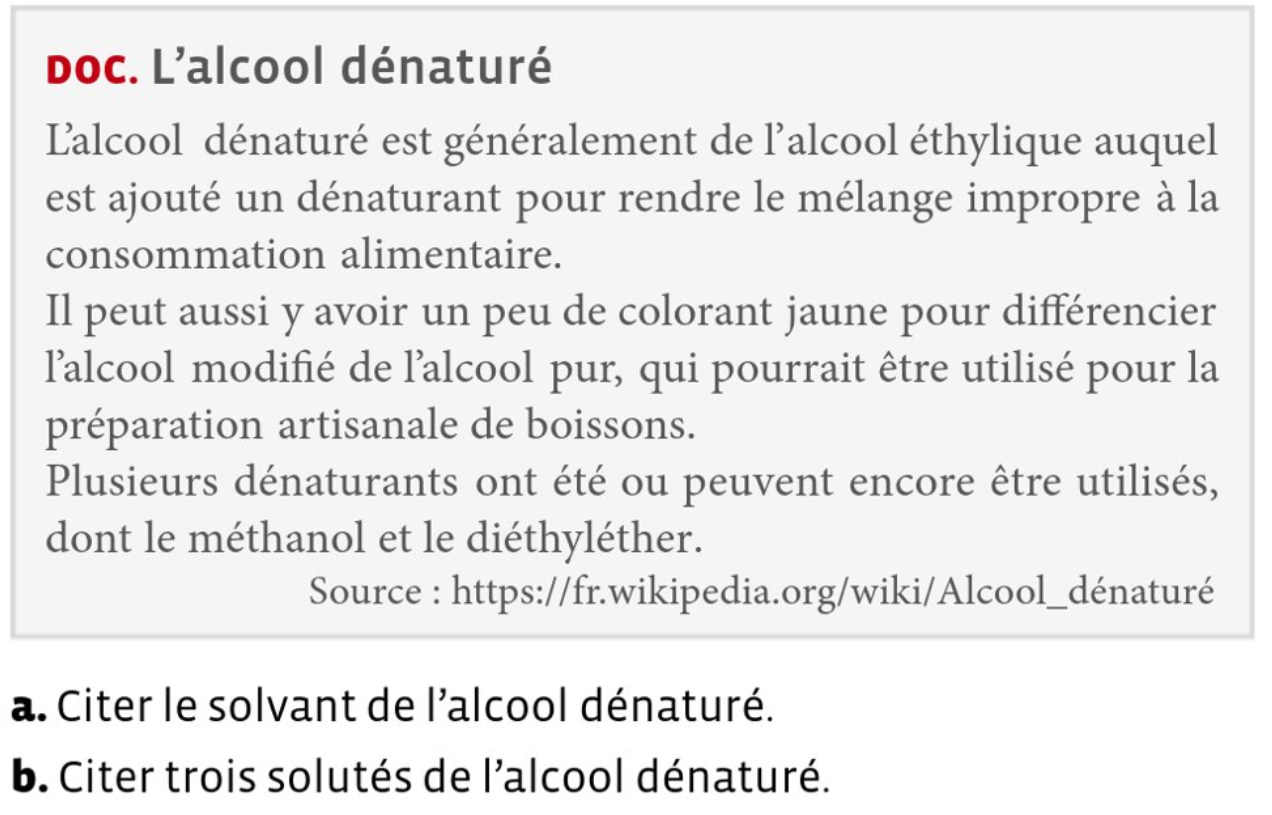 DOC. L'alcool dénaturé
L'alcool dénaturé est généralement de l'alcool éthylique auquel
est ajouté un dénaturant pour rendre le mélange impropre à la
consommation alimentaire.
Il peut aussi y avoir un peu de colorant jaune pour différencier
l'alcool modifié de l'alcool pur, qui pourrait être utilisé pour la
préparation artisanale de boissons.
Plusieurs dénaturants ont été ou peuvent encore être utilisés,
dont le méthanol et le diéthyléther.
Source : https://fr.wikipedia.org/wiki/Alcool_dénaturé
a. Citer le solvant de l'alcool dénaturé.
b. Citer trois solutés de l'alcool dénaturé.